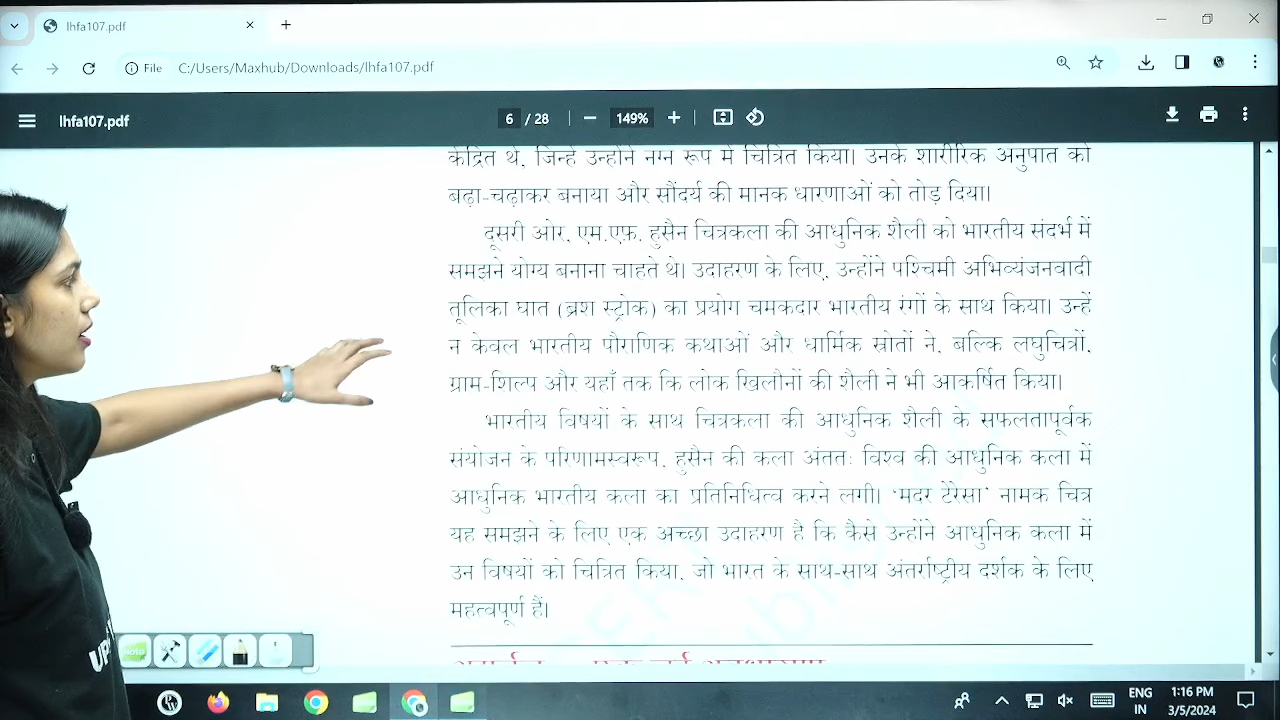 lhfa107.pdf
File C:/Users/Maxhub/Downloads/lhfa107.pdf
lhfa107.pdf 6 / 28 149%
केंद्रित थे, जिन्हें उन्होंने नग्न रूप में चित्रित किया। उनके शारीरिक अनुपात को
बढ़ा-चढ़ाकर बनाया और सौंदर्य की मानक धारणाओं को तोड़ दिया।
दूसरी ओर, एम.एफ. हुसैन चित्रकला की आधुनिक शैली को भारतीय संदर्भ में
समझने योग्य बनाना चाहते थे। उदाहरण के लिए, उन्होंने पश्चिमी अभिव्यंजनवादी
तूलिका घात (ब्रश स्ट्रोक) का प्रयोग चमकदार भारतीय रंगों के साथ किया। उन्हें
न केवल भारतीय पौराणिक कथाओं और धार्मिक स्रोतों ने, बल्कि लघुचित्रों,
ग्राम-शिल्प और यहाँ तक कि लोक खिलौनों की शैली ने भी आकर्षित किया।
भारतीय विषयों के साथ चित्रकला की आधुनिक शैली के सफलतापूर्वक
संयोजन के परिणामस्वरूप, हुसैन की कला अंततः विश्व की आधुनिक कला में
आधुनिक भारतीय कला का प्रतिनिधित्व करने लगी। 'मदर टेरेसा' नामक चित्र
यह समझने के लिए एक अच्छा उदाहरण है कि कैसे उन्होंने आधुनिक कला में
उन विषयों को चित्रित किया, जो भारत के साथ-साथ अंतर्राष्ट्रीय दर्शक के लिए
महत्वपूर्ण हैं।
ENG
IN
1:16 PM
3/5/2024